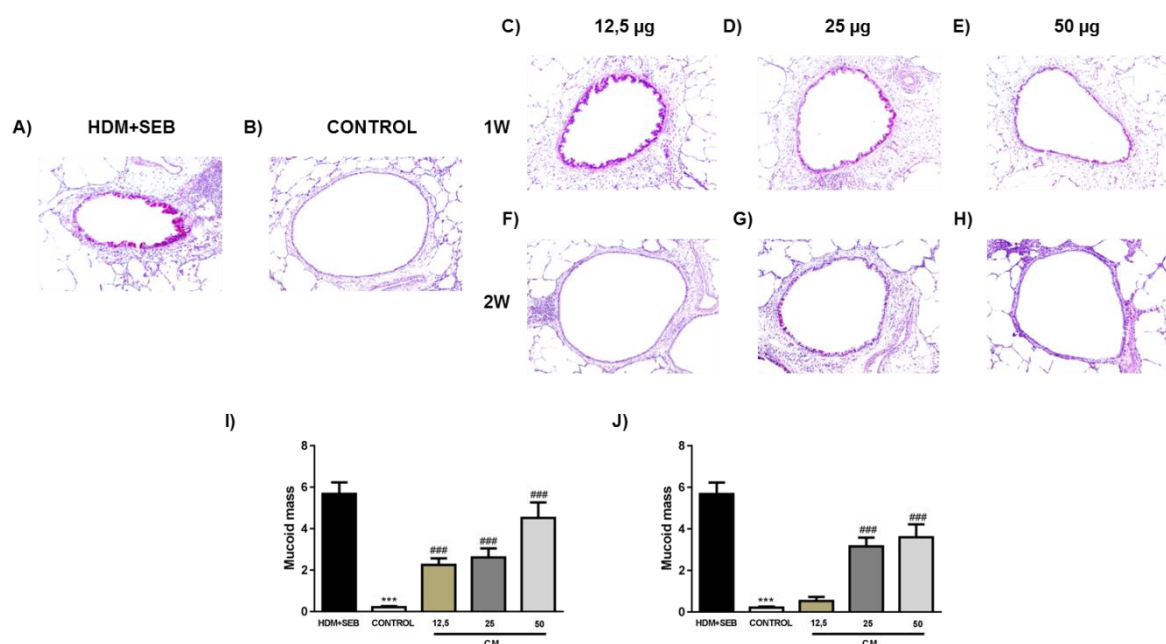 C) 12,5 µg D) 25 µg E) 50 µg
A) HDM+SEB B) CONTROL 1W
F) G) H)
2W
I) J)
Mucoid mass
8
6
4
2
0
***
###
###
###
HDM+SEB CONTROL 12,5 25 50
Mucoid mass
8
6
4
2
0
***
###
###
HDM+SEB CONTROL 12,5 25 50